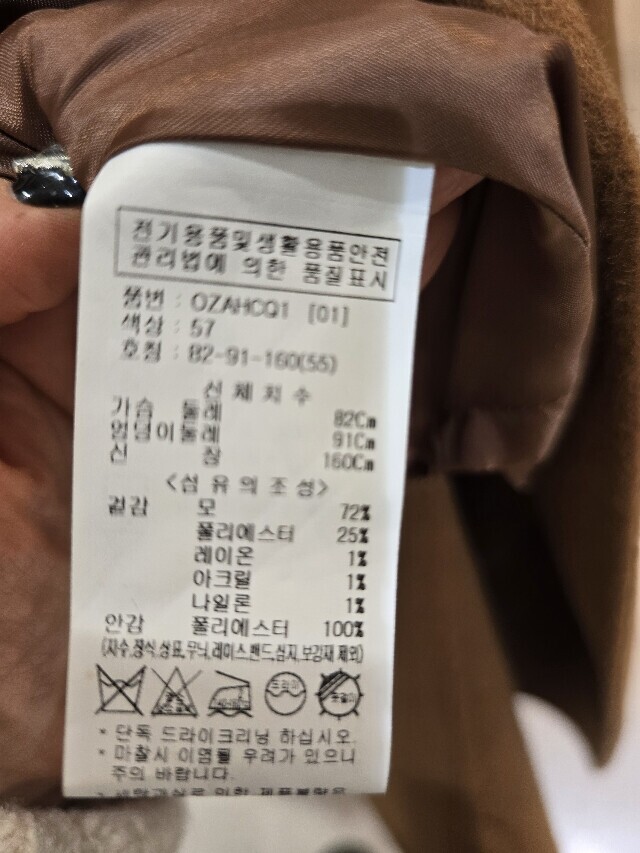 전기용품및생활용품안전
관리법에 의한 품질표시
품번 : OZAHCQ1 [01]
색상 : 57
호칭 : 82-91-160(55)
신 체 치 수
가슴 둘레 82Cm
엉덩이둘레 91Cm
신 장 160Cm
<섬 유 의 조 성>
겉감 모 72%
폴리에스터 25%
레이온 1%
아크릴 1%
나일론 1%
안감 폴리에스터 100%
(자수,장식,상표,무늬,레이스,밴드,심지,보강재 제외)
드라이
옷걸이
* 단독 드라이크리닝 하십시오.
* 마찰시 이염될 우려가 있으니
주의 바랍니다.